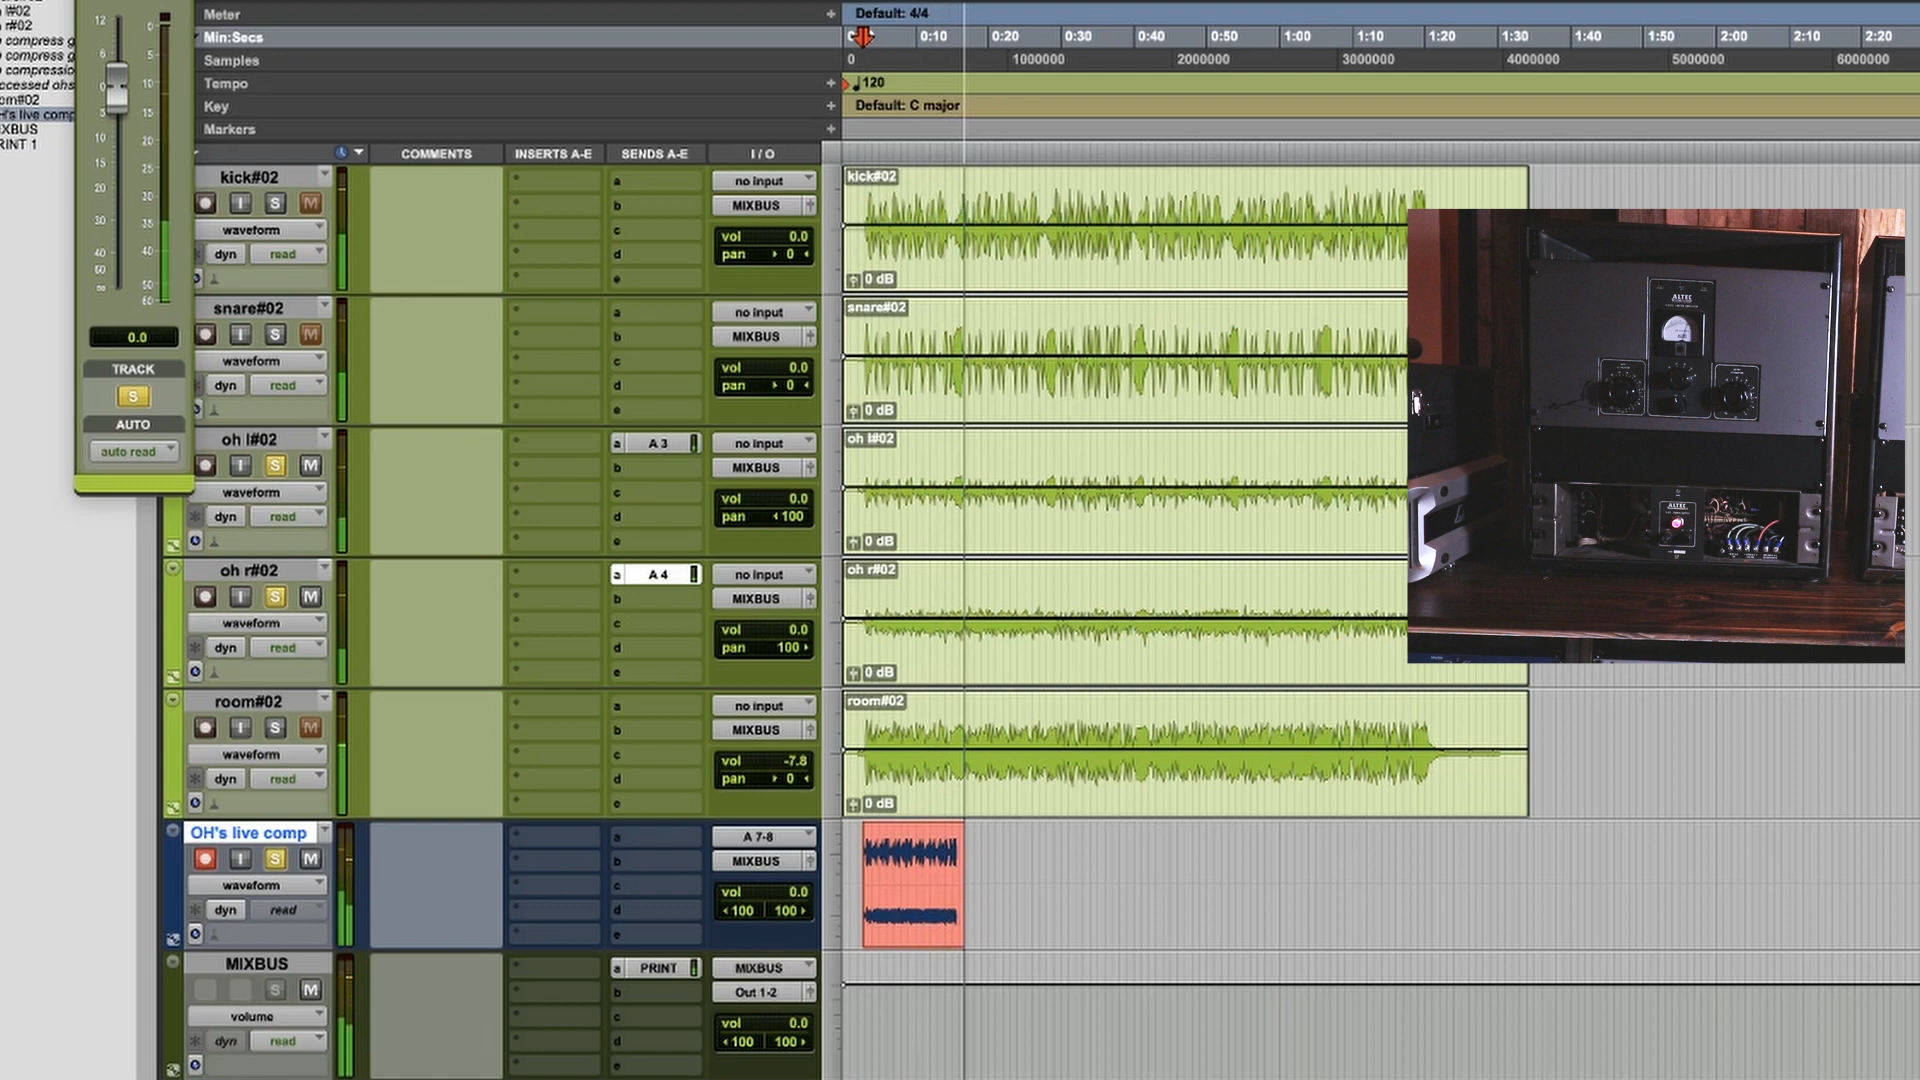 Meter
Default: 4/4
Min:Secs
0:10 0:20 0:30 0:40 0:50 1:00 1:10 1:20 1:30 1:40 1:50 2:00 2:10 2:20
Samples
0 1000000 2000000 3000000 4000000 5000000 6000000
Tempo
120
Key
Default: C major
Markers
COMMENTS INSERTS A-E SENDS A-E I / O
r#02
compress g
compress g
compressio
H's live comp
IXBUS
RINT 1
12
6
0
5
10
15
20
30
40
60
0
5
10
15
20
25
30
35
40
50
60
0.0
TRACK
S
AUTO
auto read
kick#02
I S M
waveform
dyn read
a
b
c
d
e
no input
MIXBUS
vol 0.0
pan 0
kick#02
0 dB
snare#02
I S M
waveform
dyn read
a
b
c
d
e
no input
MIXBUS
vol 0.0
pan 0
snare#02
0 dB
oh l#02
I S M
waveform
dyn read
a A 3
b
c
d
e
no input
MIXBUS
vol 0.0
pan 100
oh l#02
0 dB
oh r#02
I S M
waveform
dyn read
a A 4
b
c
d
e
no input
MIXBUS
vol 0.0
pan 100
oh r#02
0 dB
room#02
I S M
waveform
dyn read
a
b
c
d
e
no input
MIXBUS
vol -7.8
pan 0
room#02
0 dB
OH's live comp
I S M
waveform
dyn read
a
b
c
d
e
A 7-8
MIXBUS
vol 0.0
100 100
MIXBUS
S M
volume
dyn read
a PRINT
b
c
d
e
MIXBUS
Out 1-2
vol 0.0
100 100
ALTEC
ALTEC